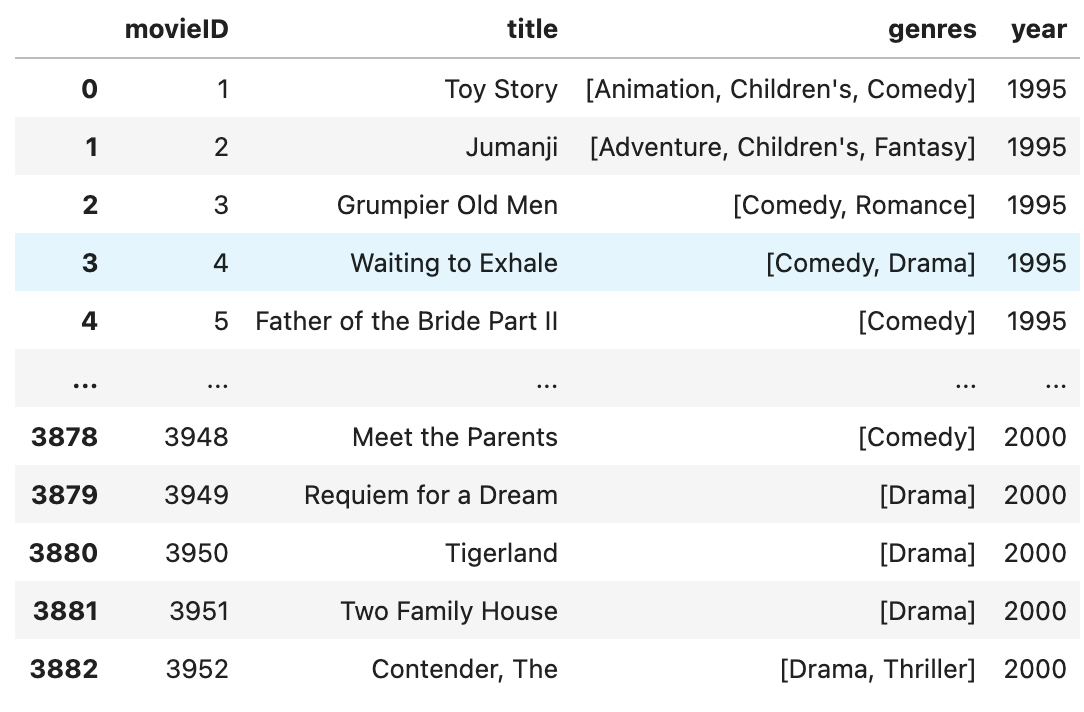 movieID title genres year
0 1 Toy Story [Animation, Children's, Comedy] 1995
1 2 Jumanji [Adventure, Children's, Fantasy] 1995
2 3 Grumpier Old Men [Comedy, Romance] 1995
3 4 Waiting to Exhale [Comedy, Drama] 1995
4 5 Father of the Bride Part II [Comedy] 1995
... ... ... ... ...
3878 3948 Meet the Parents [Comedy] 2000
3879 3949 Requiem for a Dream [Drama] 2000
3880 3950 Tigerland [Drama] 2000
3881 3951 Two Family House [Drama] 2000
3882 3952 Contender, The [Drama, Thriller] 2000